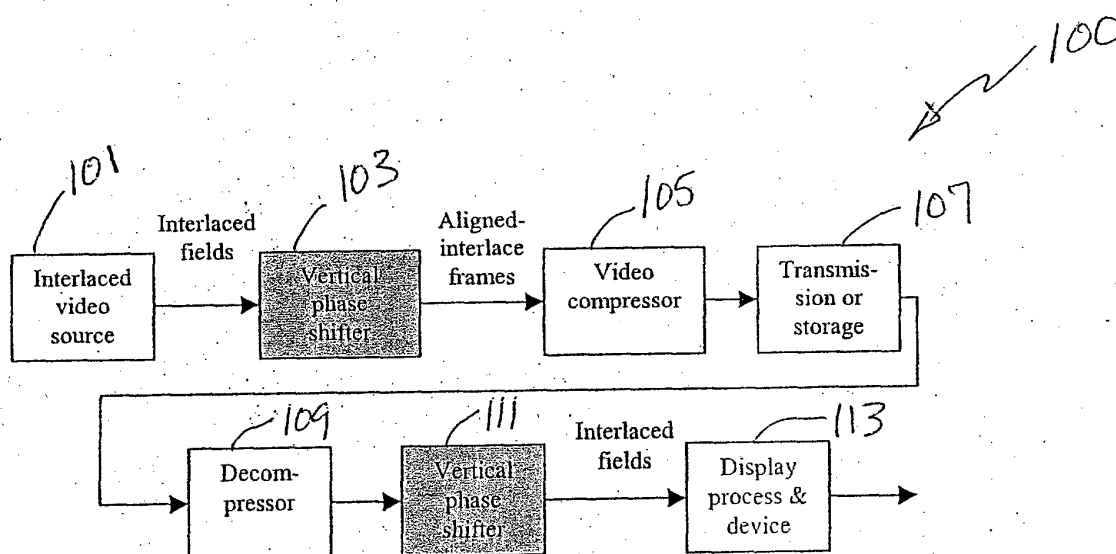 100
101
103
105
107
Interlaced
fields
Aligned-
interlace
frames
Interlaced
video
source
Vertical
phase
shifter
Video
compressor
Transmis-
sion or
storage
109
111
113
Interlaced
fields
Decom-
pressor
Vertical
phase
shifter
Display
process &
device